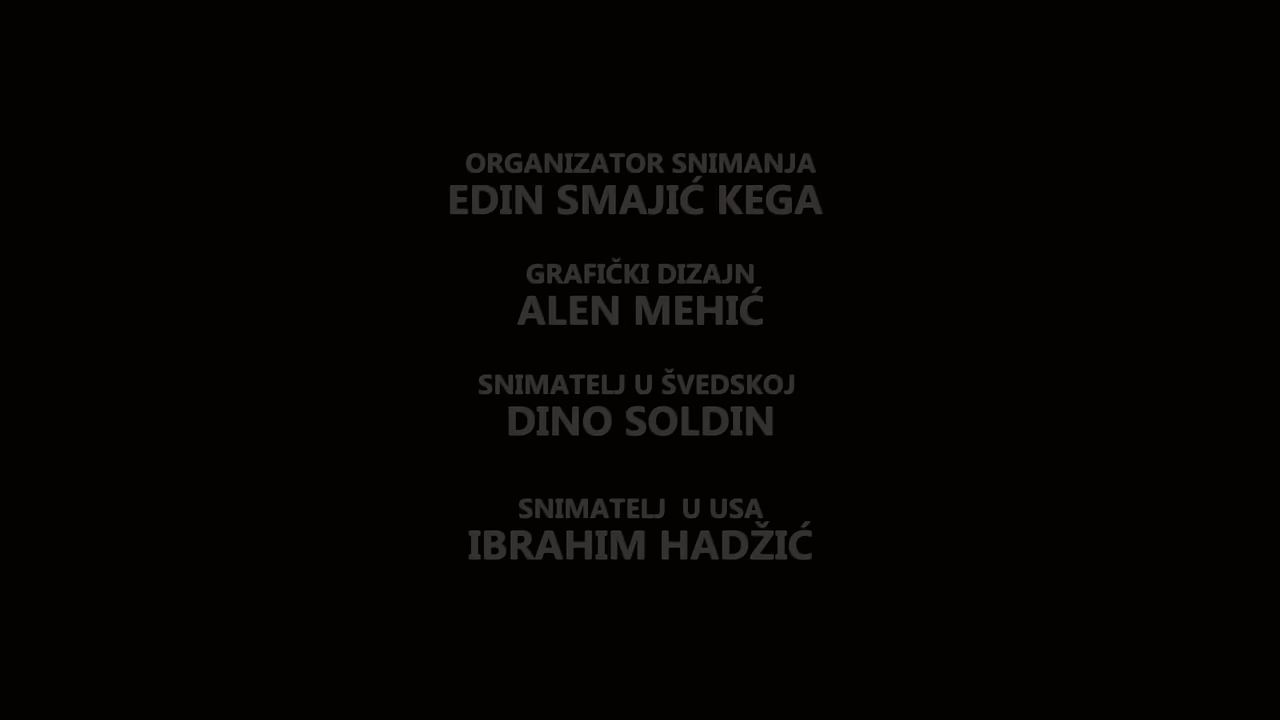 ORGANIZATOR SNIMANJA
EDIN SMAJIĆ KEGA
GRAFIČKI DIZAJN
ALEN MEHIĆ
SNIMATELJ U ŠVEDSKOJ
DINO SOLDIN
SNIMATELJ U USA
IBRAHIM HADŽIĆ